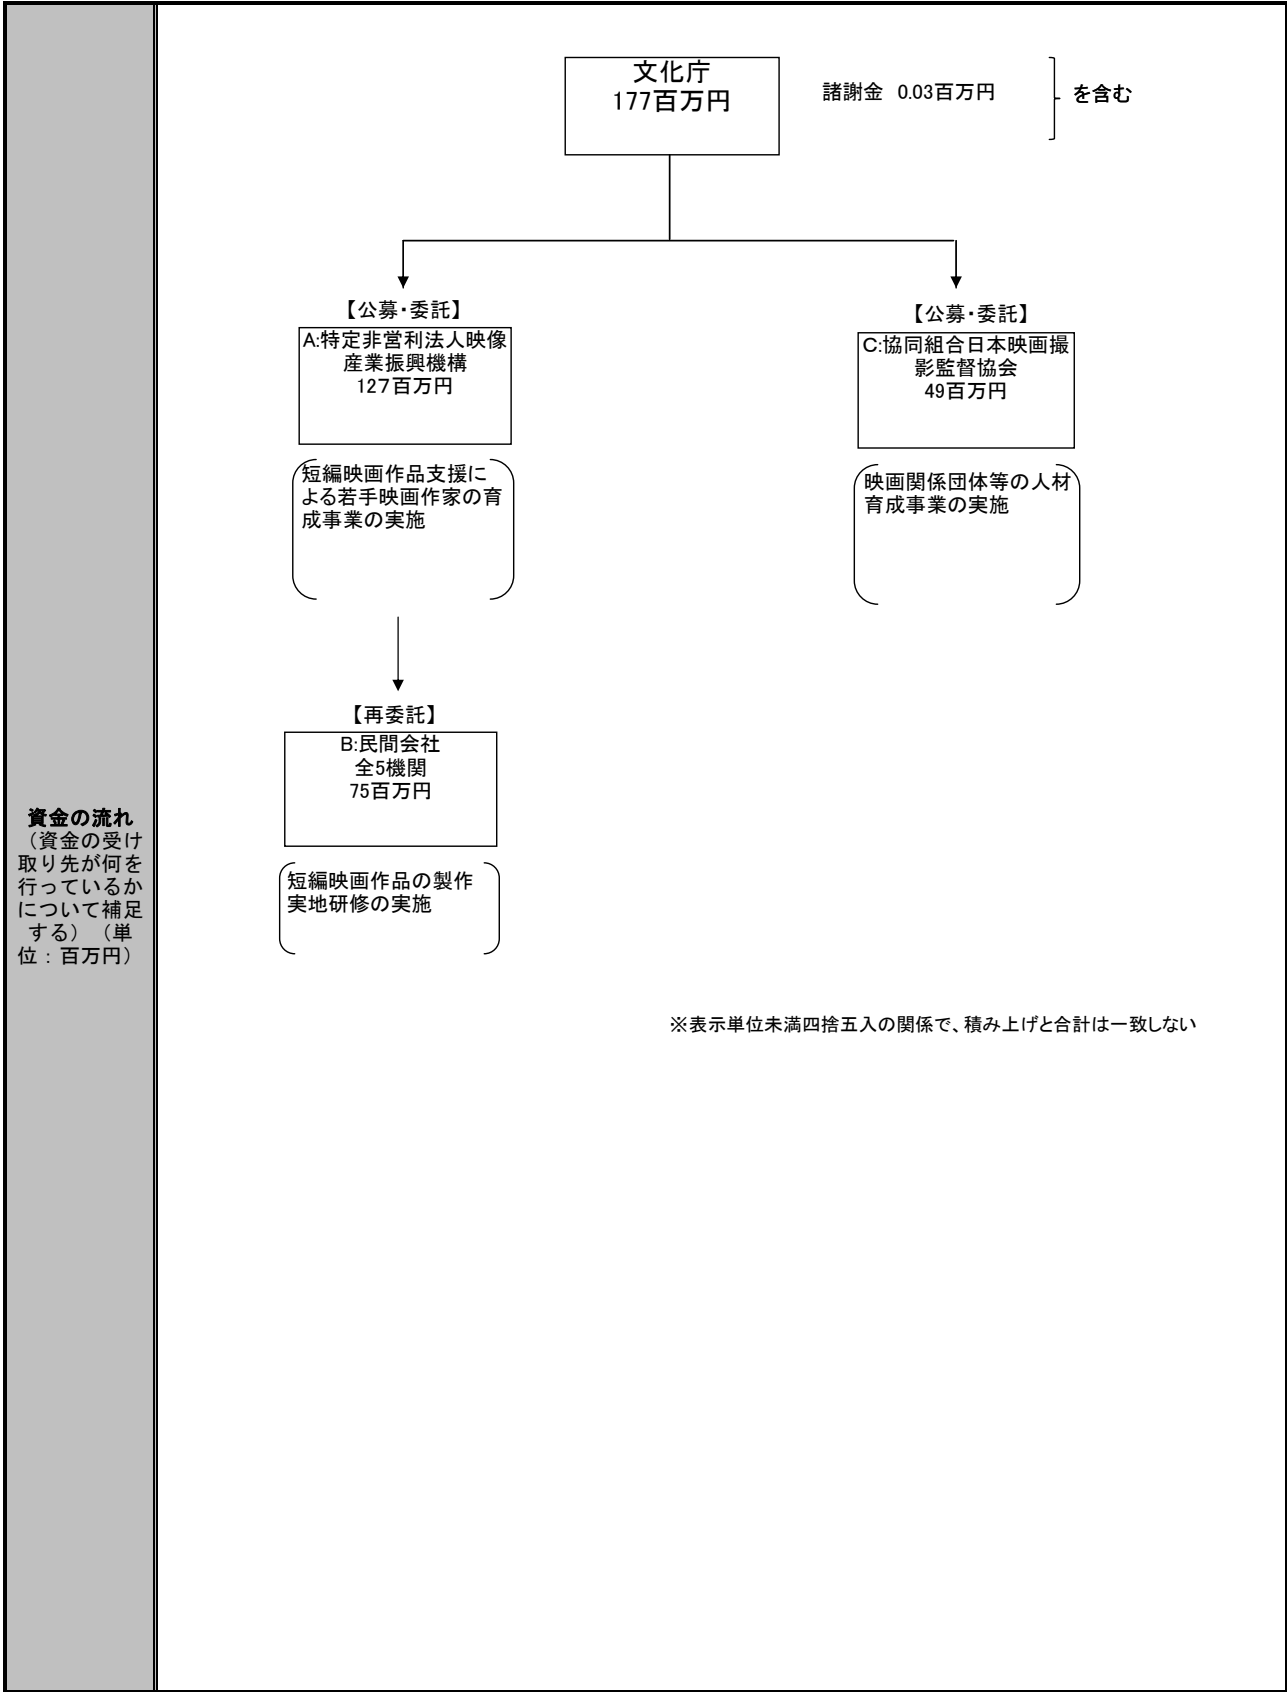 文化庁
177百万円
諸謝金 0.03百万円
を含む
【公募・委託】
A:特定非営利法人映像
産業振興機構
127百万円
短編映画作品支援に
よる若手映画作家の育
成事業の実施
【公募・委託】
C:協同組合日本映画撮
影監督協会
49百万円
映画関係団体等の人材
育成事業の実施
【再委託】
B:民間会社
全5機関
75百万円
短編映画作品の製作
実地研修の実施
資金の流れ
（資金の受け
取り先が何を
行っているか
について補足
する）（単
位：百万円）
※表示単位未満四捨五入の関係で、積み上げと合計は一致しない